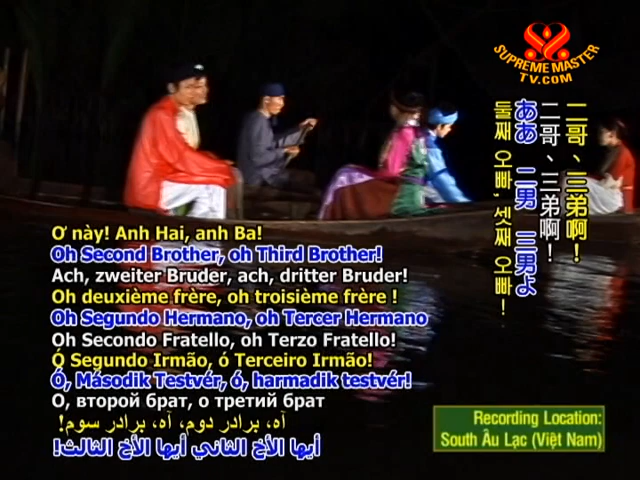 SUPREME MASTER
TV.COM
二哥、三弟啊！
二哥、三弟啊！
ああ 二男 三男よ
둘째 오빠, 셋째 오빠!
Ơ này! Anh Hai, anh Ba!
Oh Second Brother, oh Third Brother!
Ach, zweiter Bruder, ach, dritter Bruder!
Oh deuxième frère, oh troisième frère !
Oh Segundo Hermano, oh Tercer Hermano
Oh Secondo Fratello, oh Terzo Fratello!
Ó Segundo Irmão, ó Terceiro Irmão!
Ó, Második Testvér, ó, harmadik testvér!
О, второй брат, о третий брат
آه، برادر دوم، آه، برادر سوم!
أيها الأخ الثاني أيها الأخ الثالث!
Recording Location:
South Âu Lạc (Việt Nam)